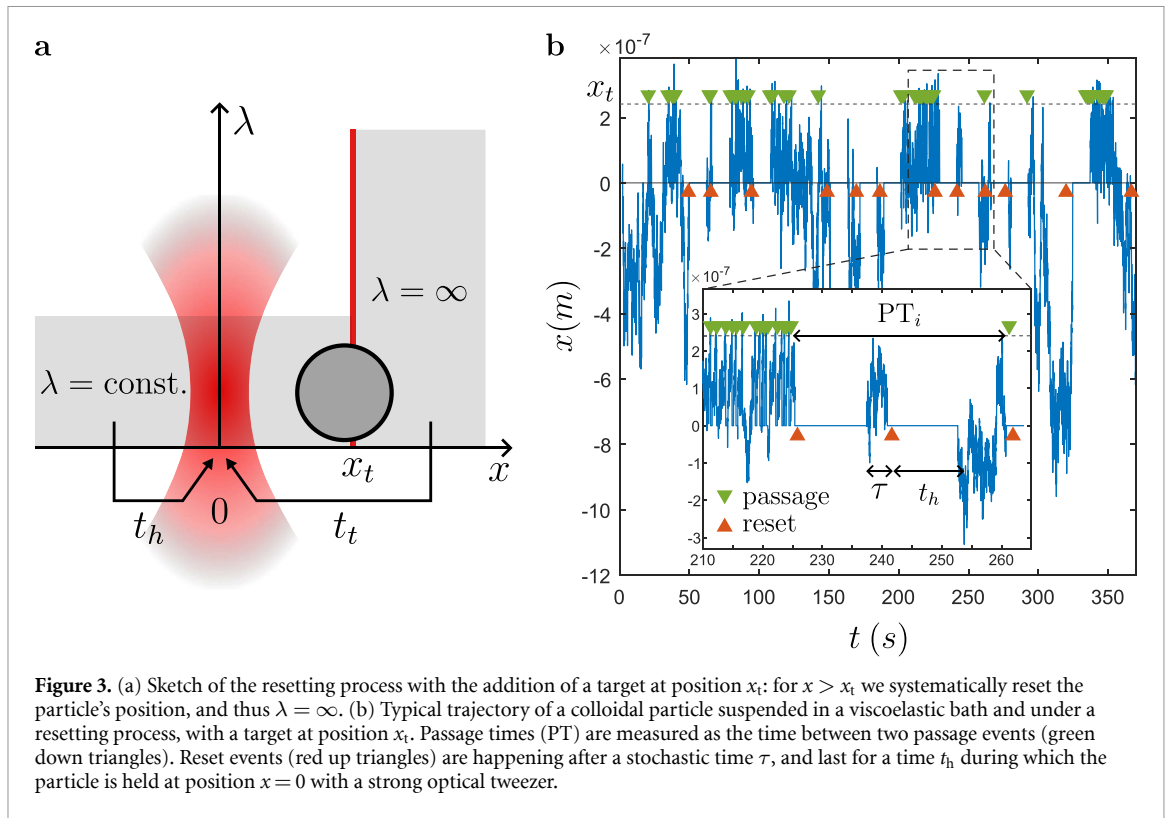 a
λ
λ = ∞
λ = const.
x_t
x
0
t_h
t_t
b
×10⁻⁷
x_t
2
0
-2
-4
-6
-8
-10
-12
x(m)
0 50 100 150 200 250 300 350
t (s)
×10⁻⁷
3
2
1
0
-1
-2
-3
PT_i
τ
t_h
passage
reset
210 220 230 240 250 260
Figure 3. (a) Sketch of the resetting process with the addition of a target at position x_t: for x > x_t we systematically reset the
particle's position, and thus λ = ∞. (b) Typical trajectory of a colloidal particle suspended in a viscoelastic bath and under a
resetting process, with a target at position x_t. Passage times (PT) are measured as the time between two passage events (green
down triangles). Reset events (red up triangles) are happening after a stochastic time τ, and last for a time t_h during which the
particle is held at position x = 0 with a strong optical tweezer.